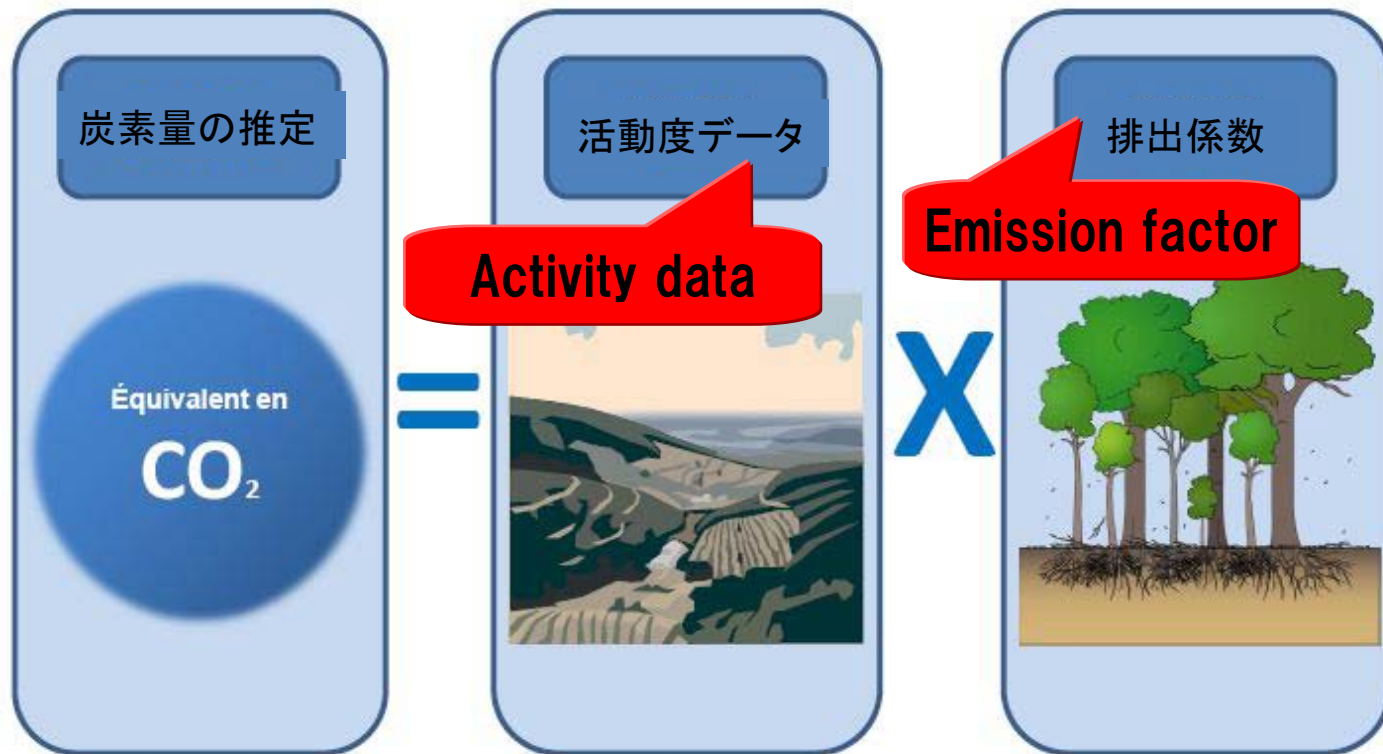 炭素量の推定
活動度データ
排出係数
Activity data
Emission factor
Équivalent en
CO₂
=
X